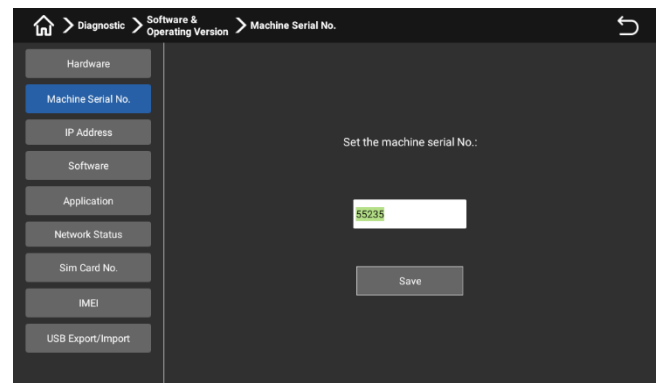 Diagnostic
Software &
Operating Version
Machine Serial No.
Hardware
Machine Serial No.
IP Address
Software
Application
Network Status
Sim Card No.
IMEI
USB Export/Import
Set the machine serial No.:
55235
Save